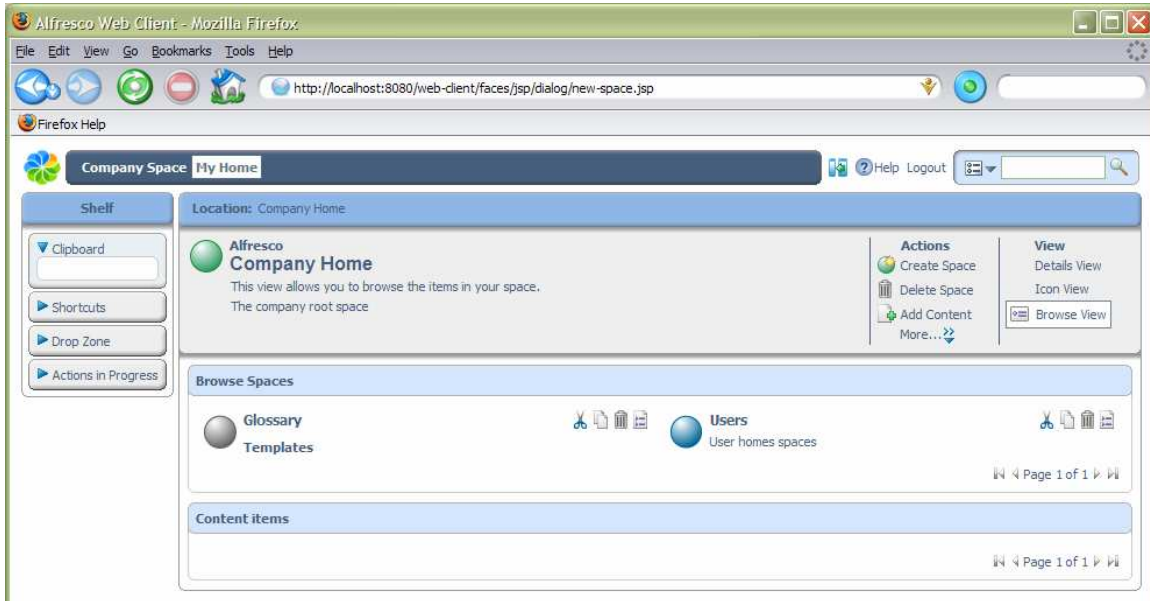 Alfresco Web Client - Mozilla Firefox
File Edit View Go Bookmarks Tools Help
http://localhost:8080/web-client/faces/jsp/dialog/new-space.jsp
Firefox Help
Company Space My Home
Help Logout
Shelf
Location: Company Home
Clipboard
Shortcuts
Drop Zone
Actions in Progress
Alfresco
Company Home
This view allows you to browse the items in your space.
The company root space
Actions
Create Space
Delete Space
Add Content
More...
View
Details View
Icon View
Browse View
Browse Spaces
Glossary
Templates
Users
User homes spaces
Page 1 of 1
Content items
Page 1 of 1